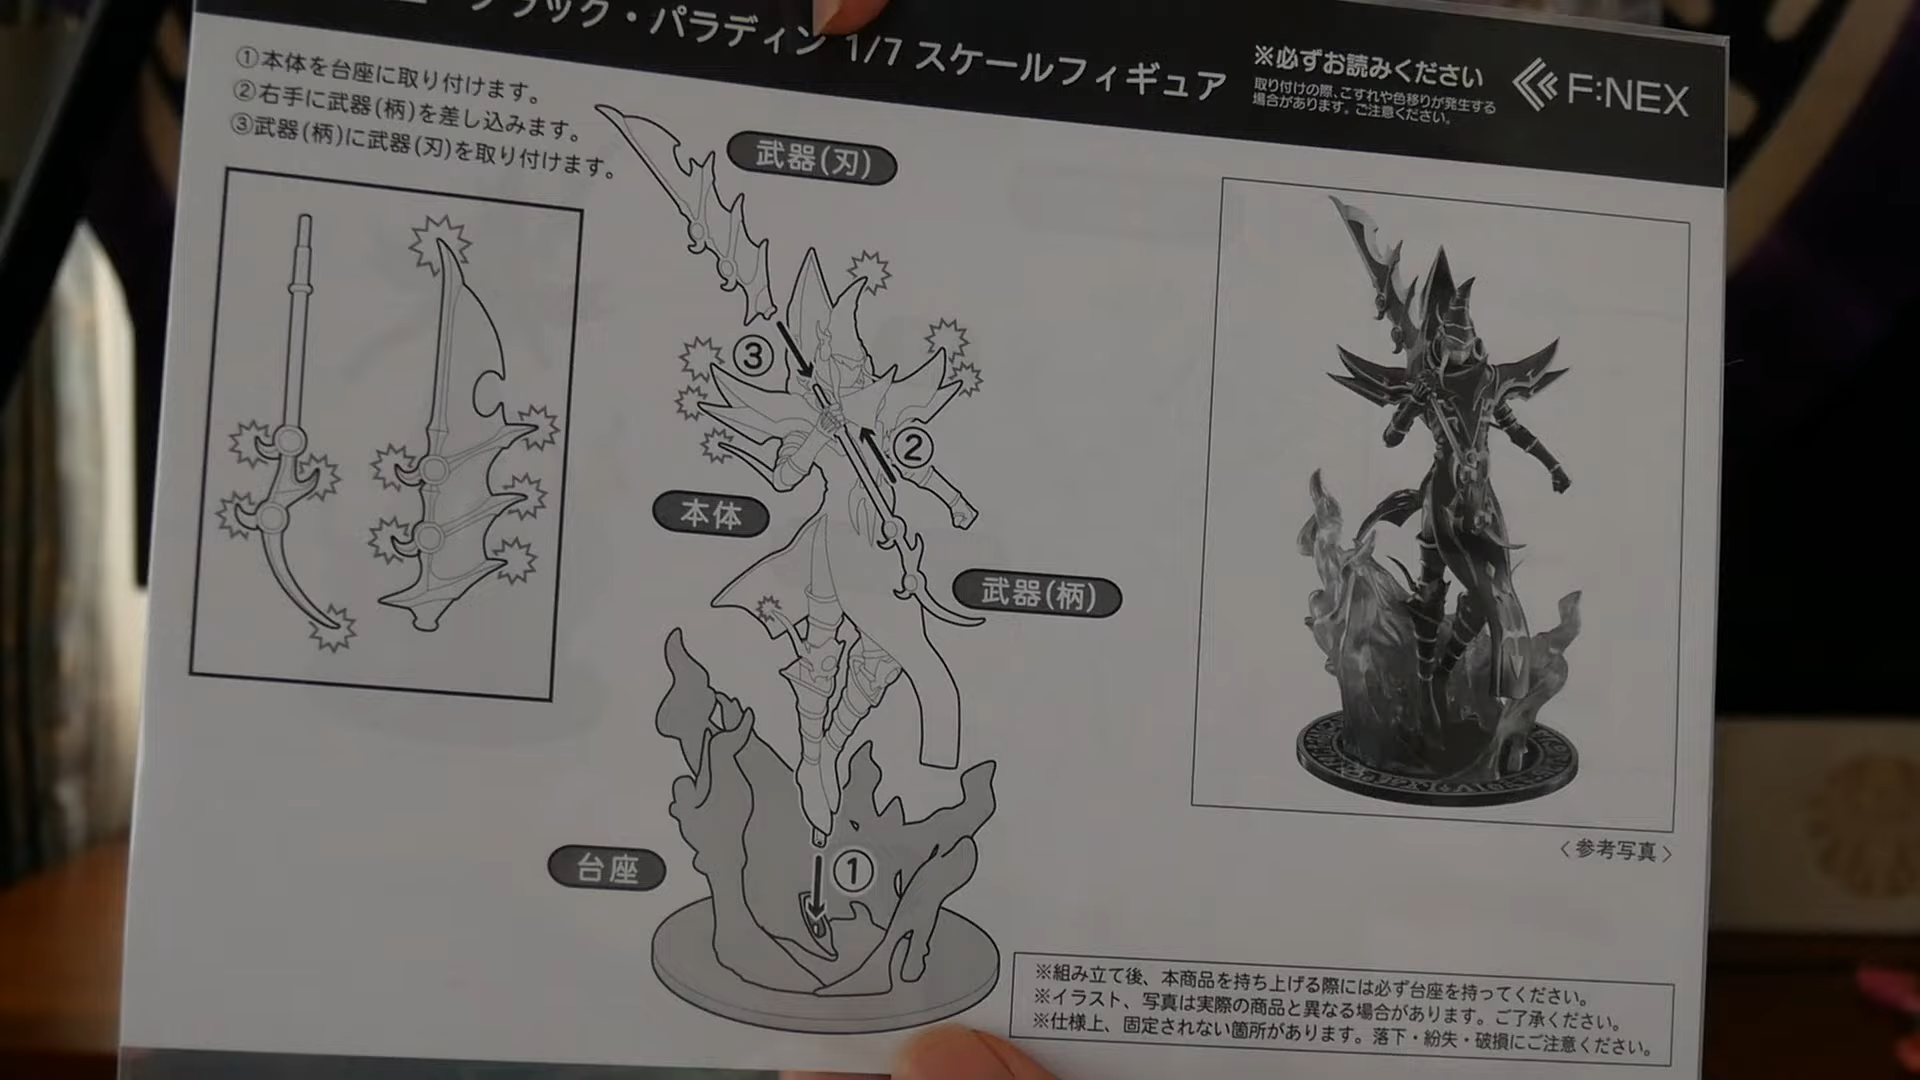 ブラック・パラディン 1/7 スケールフィギュア
※必ずお読みください
取り付けの際、こすれや色移りが発生する
場合があります。ご注意ください。
F:NEX
①本体を台座に取り付けます。
②右手に武器(柄)を差し込みます。
③武器(柄)に武器(刃)を取り付けます。
武器(刃)
③
②
本体
武器(柄)
台座
①
〈参考写真〉
※組み立て後、本商品を持ち上げる際には必ず台座を持ってください。
※イラスト、写真は実際の商品と異なる場合があります。ご了承ください。
※仕様上、固定されない箇所があります。落下・紛失・破損にご注意ください。